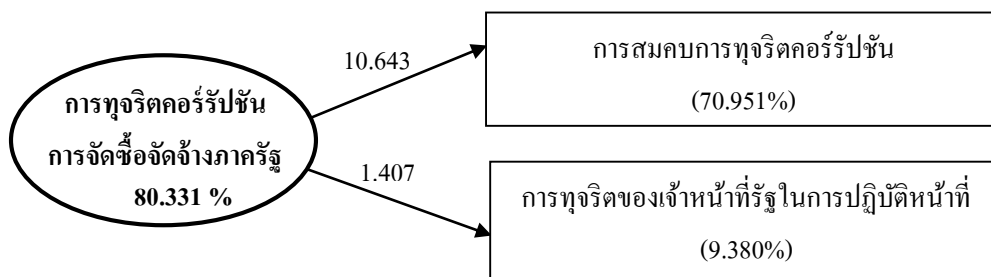 การทุจริตคอร์รัปชัน
การจัดซื้อจัดจ้างภาครัฐ
80.331 %
10.643
การสมคบการทุจริตคอร์รัปชัน
(70.951%)
1.407
การทุจริตของเจ้าหน้าที่รัฐในการปฏิบัติหน้าที่
(9.380%)